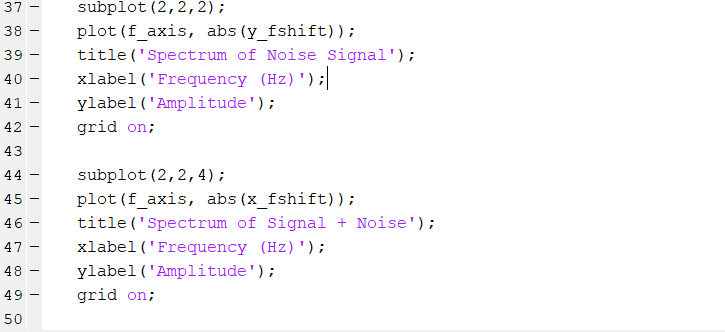 37 – subplot(2,2,2);
38 – plot(f_axis, abs(y_fshift));
39 – title('Spectrum of Noise Signal');
40 – xlabel('Frequency (Hz)');
41 – ylabel('Amplitude');
42 – grid on;
43
44 – subplot(2,2,4);
45 – plot(f_axis, abs(x_fshift));
46 – title('Spectrum of Signal + Noise');
47 – xlabel('Frequency (Hz)');
48 – ylabel('Amplitude');
49 – grid on;
50